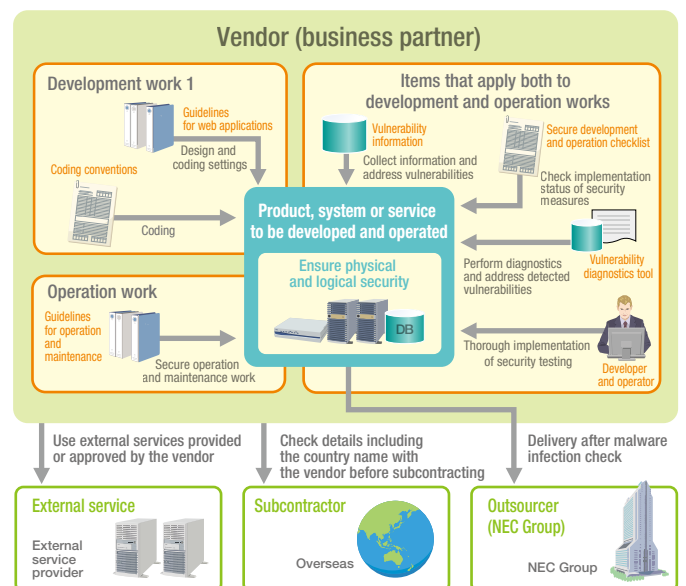 Vendor (business partner)
Development work 1
Guidelines
for web applications
Design and
coding settings
Coding conventions
Coding
Operation work
Guidelines
for operation
and
maintenance
Secure operation
and maintenance work
Items that apply both to
development and operation works
Vulnerability
information
Collect information and
address vulnerabilities
Secure development
and operation checklist
Check implementation
status of security
measures
Product, system or service
to be developed and operated
Ensure physical
and logical security
DB
Perform diagnostics
and address detected
vulnerabilities
Vulnerability
diagnostics tool
Thorough implementation
of security testing
Developer
and operator
Use external services provided
or approved by the vendor
Check details including
the country name with
the vendor before subcontracting
Delivery after malware
infection check
External service
External
service
provider
Subcontractor
Overseas
Outsourcer
(NEC Group)
NEC Group